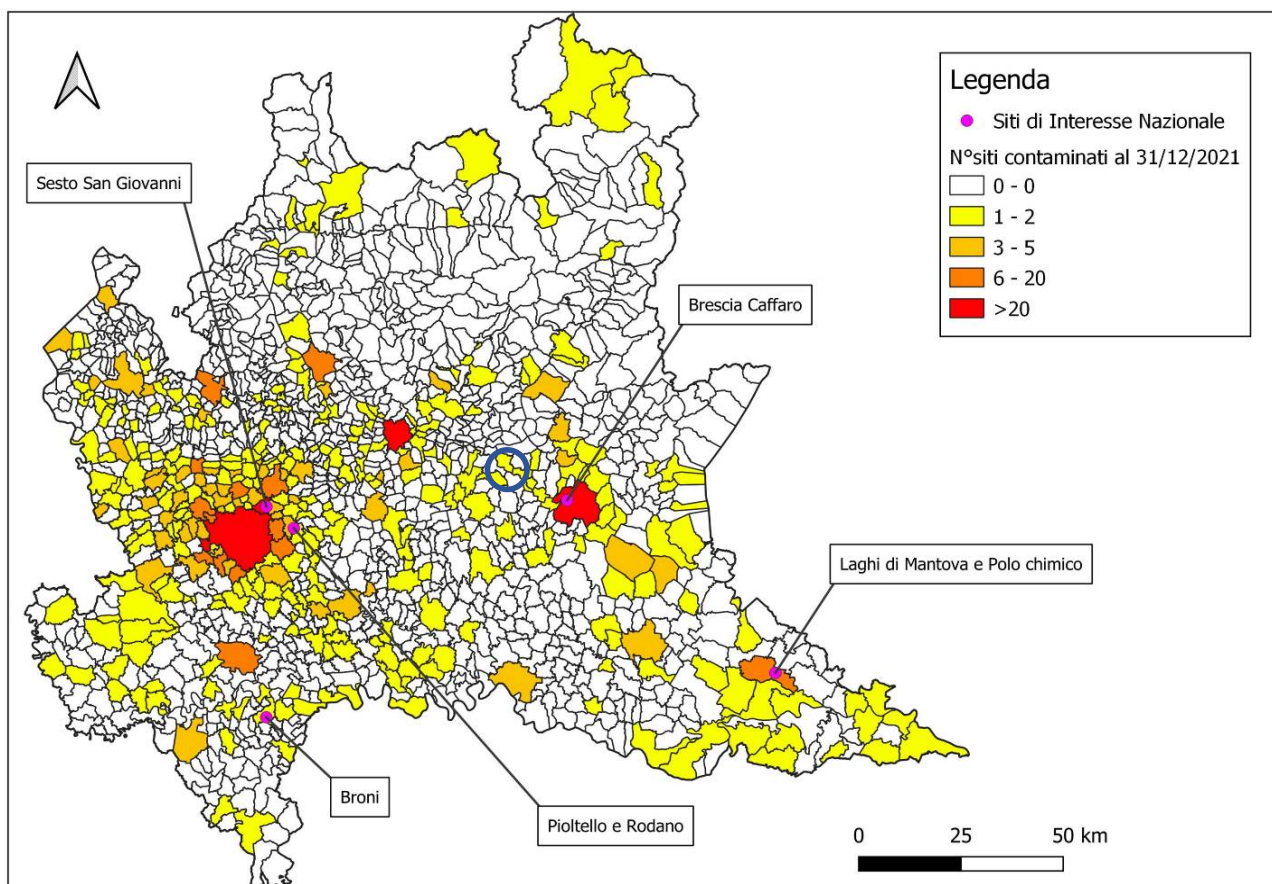 Legenda
Siti di Interesse Nazionale
N°siti contaminati al 31/12/2021
0 - 0
1 - 2
3 - 5
6 - 20
>20
Sesto San Giovanni
Brescia Caffaro
Laghi di Mantova e Polo chimico
Broni
Pioltello e Rodano
0 25 50 km